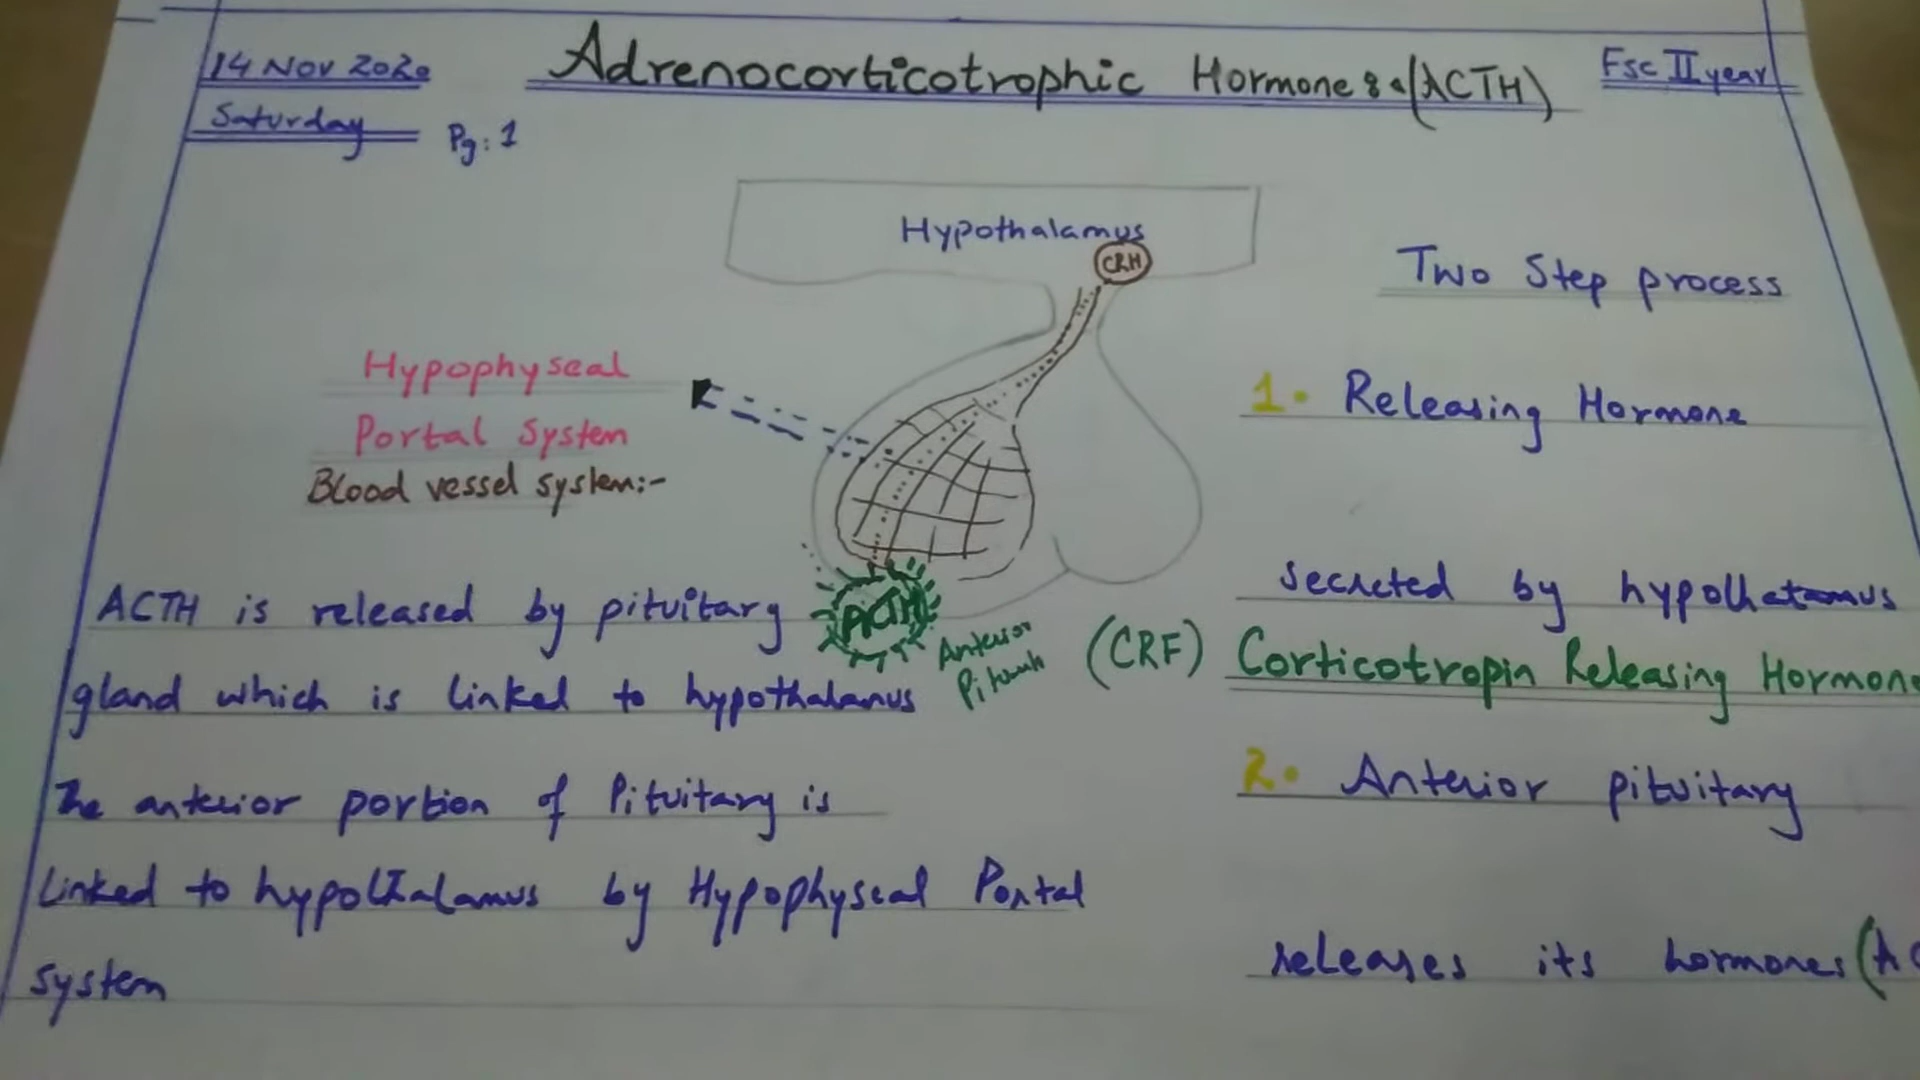 14 Nov 2020
Saturday
Pg: 1
Adrenocorticotrophic Hormone 8 (ACTH)
Fsc II year
Hypothalamus
CRH
Hypophyseal
Portal System
Blood vessel system:-
ACTH
Anterior
ACTH is released by pituitary
gland which is linked to hypothalamus
The anterior portion of Pituitary is
Linked to hypothalamus by Hypophyseal Portal
system
Two Step process
1. Releasing Hormone
secreted by hypothatamus
(CRF) Corticotropin Releasing Hormone
2. Anterior pituitary
releases its hormones (AC